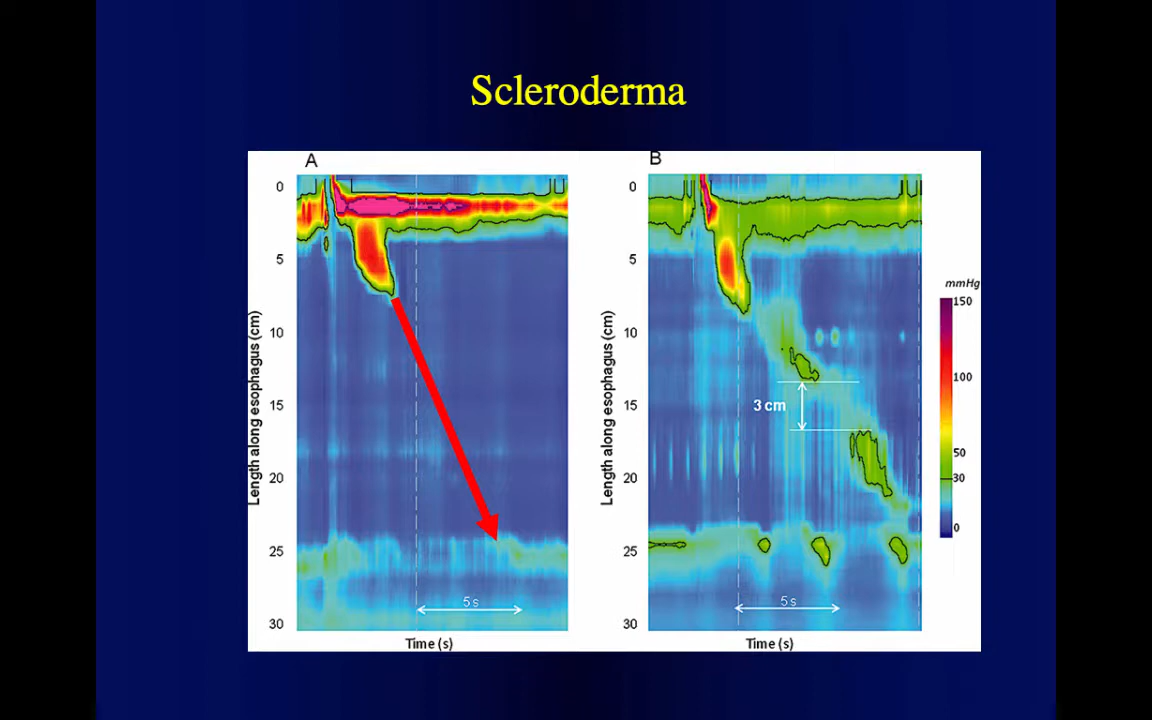 Scleroderma
A
B
0
5
10
15
20
25
30
Length along esophagus (cm)
5 s
Time (s)
0
5
10
15
20
25
30
Length along esophagus (cm)
3 cm
5 s
Time (s)
mmHg
150
100
50
30
0